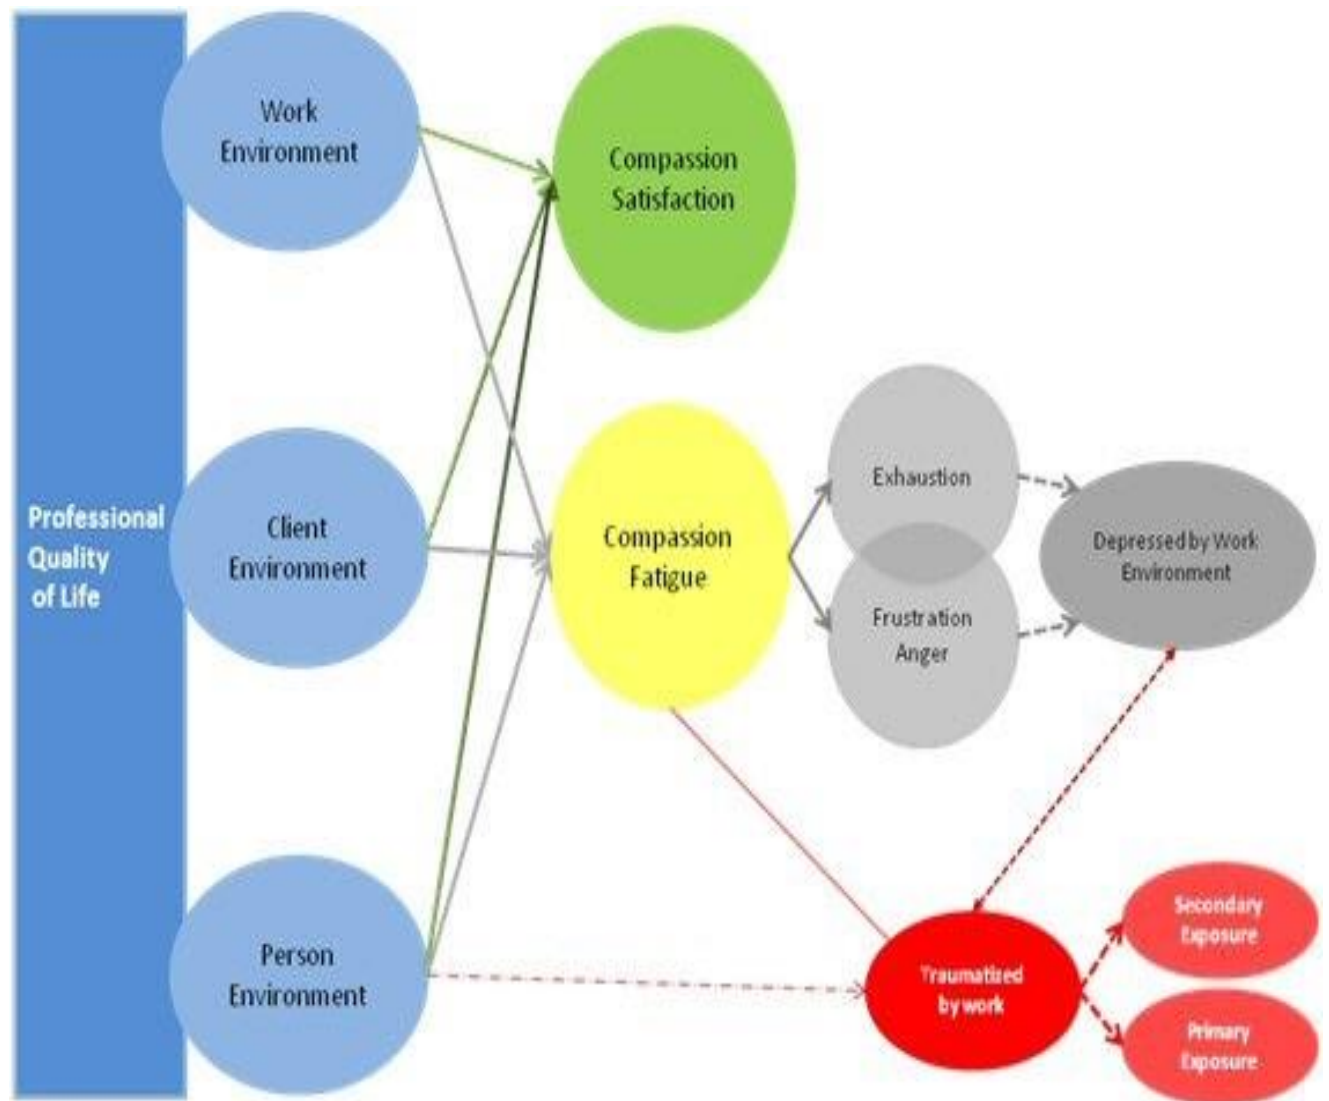 Work
Environment
Compassion
Satisfaction
Professional
Quality
of Life
Client
Environment
Compassion
Fatigue
Exhaustion
Frustration
Anger
Depressed by Work
Environment
Person
Environment
Traumatized
by work
Secondary
Exposure
Primary
Exposure